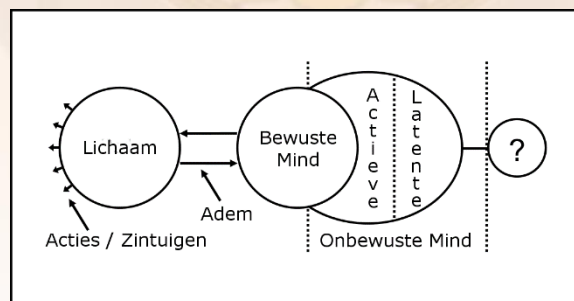 Lichaam
Bewuste
Mind
Actieve
Latente
?
Adem
Acties / Zintuigen
Onbewuste Mind